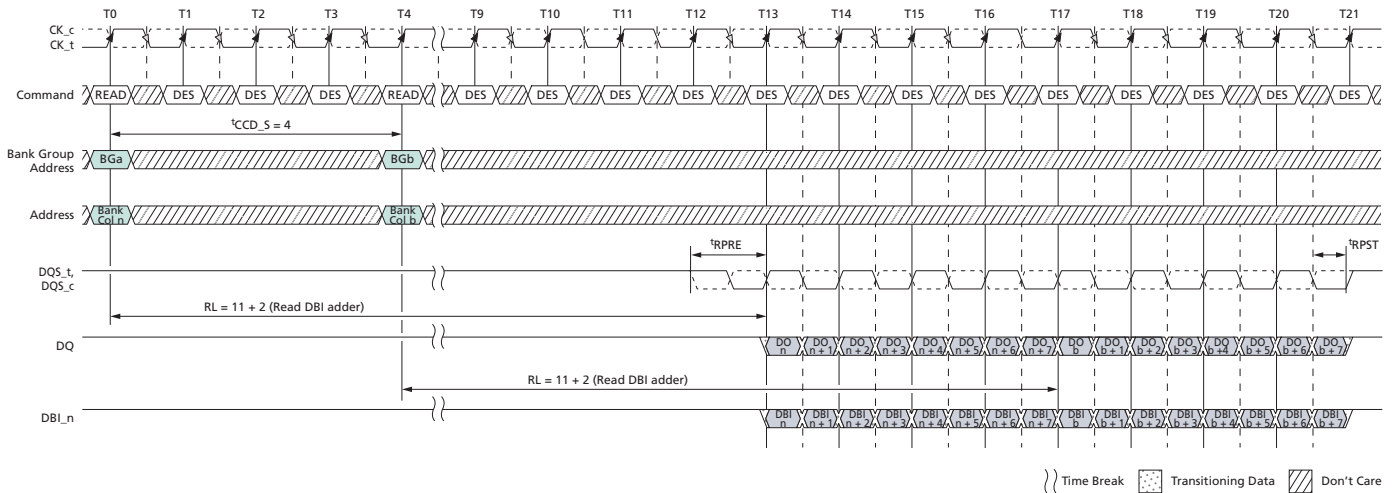 T0 T1 T2 T3 T4 T9 T10 T11 T12 T13 T14 T15 T16 T17 T18 T19 T20 T21
CK_c
CK_t
Command READ DES DES DES READ DES DES DES DES DES DES DES DES DES DES DES DES DES
tCCD_S = 4
Bank Group
Address BGa BGb
Address Bank
Col n Bank
Col b
tRPRE tRPST
DQS_t,
DQS_c
RL = 11 + 2 (Read DBI adder)
DQ
DO DO DO DO DO DO DO DO DO DO DO DO DO DO DO DO
n n + 1 n + 2 n + 3 n + 4 n + 5 n + 6 n + 7 b b + 1 b + 2 b + 3 b + 4 b + 5 b + 6 b + 7
RL = 11 + 2 (Read DBI adder)
DBI_n
DBI DBI DBI DBI DBI DBI DBI DBI DBI DBI DBI DBI DBI DBI DBI DBI
n n + 1 n + 2 n + 3 n + 4 n + 5 n + 6 n + 7 b b + 1 b + 2 b + 3 b + 4 b + 5 b + 6 b + 7
Time Break Transitioning Data Don't Care